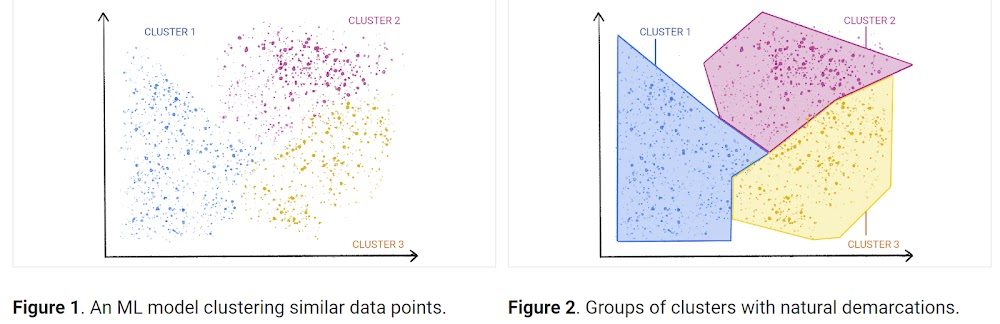 CLUSTER 1
CLUSTER 2
CLUSTER 3
Figure 1. An ML model clustering similar data points.
CLUSTER 1
CLUSTER 2
CLUSTER 3
Figure 2. Groups of clusters with natural demarcations.